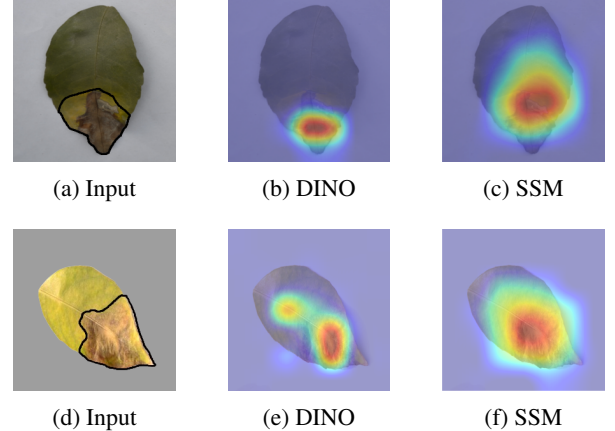 (a) Input
(b) DINO
(c) SSM
(d) Input
(e) DINO
(f) SSM